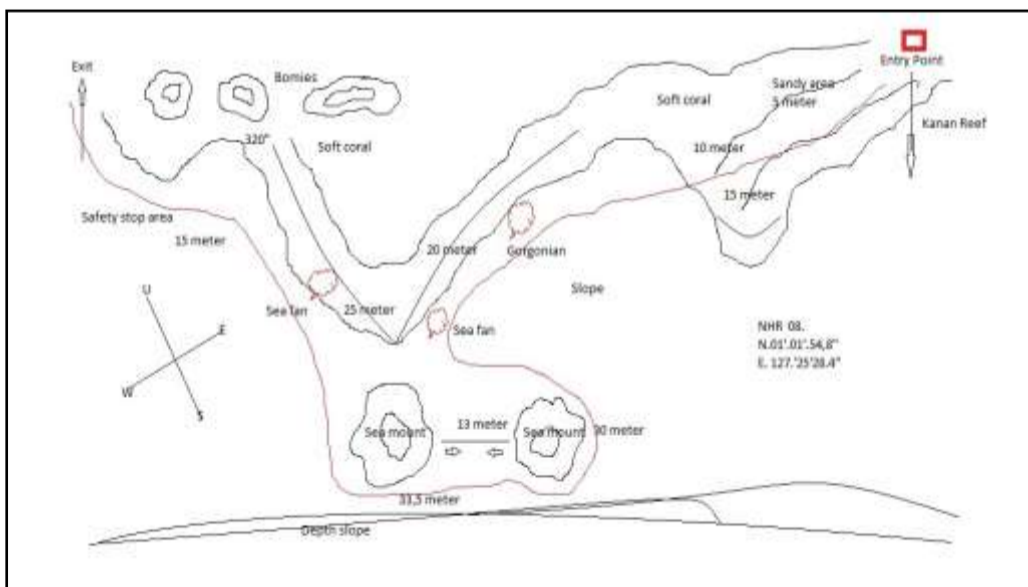 Exit
Bomies
Entry Point
Sandy area
5 meter
Soft coral
Kanan Reef
320°
Soft coral
10 meter
15 meter
Safety stop area
15 meter
20 meter
Gorgonian
U
Sea fan
25 meter
Slope
E
Sea fan
NHR 08.
N.01'.01'.54,8"
E. 127.'25'28.4"
W
S
Sea mount
13 meter
Sea mount
30 meter
33,5 meter
Depth slope